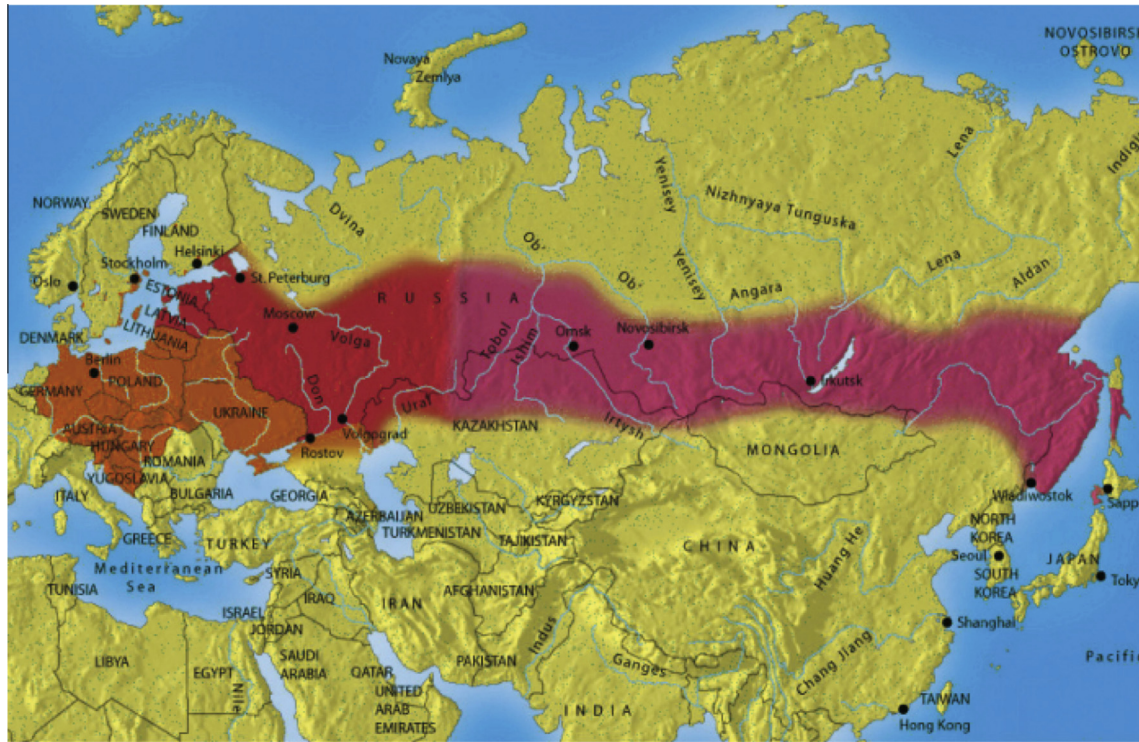 NOVOSIBIRSK
OSTROVO
Novaya
Zemlya
Lena
Indigi
Yenisey
NORWAY
SWEDEN
FINLAND
Dvina
Nizhnyaya Tunguska
Helsinki
Stockholm
Oslo
St. Peterburg
Ob'
Ob'
Yenisey
Angara
Lena
Aldan
ESTONIA
LATVIA
LITHUANIA
RUSSIA
Moscow
Volga
Tobol
Ishim
Omsk
Novosibirsk
DENMARK
Berlin
GERMANY
POLAND
Don
Ural
Irkutsk
UKRAINE
AUSTRIA
HUNGARY
Volgograd
KAZAKHSTAN
Irtysh
MONGOLIA
ROMANIA
Rostov
YUGOSLAVIA
ITALY
BULGARIA
GEORGIA
KYRGYZSTAN
Wladiwostok
Sapp
AZERBAIJAN
UZBEKISTAN
TURKMENISTAN
TAJIKISTAN
NORTH
KOREA
GREECE
TURKEY
CHINA
Huang He
Seoul
SOUTH
KOREA
JAPAN
Toky
Mediterranean
Sea
TUNISIA
SYRIA
IRAQ
IRAN
AFGHANISTAN
ISRAEL
JORDAN
Indus
Shanghai
LIBYA
EGYPT
Nile
SAUDI
ARABIA
QATAR
PAKISTAN
Ganges
Chang Jiang
Pacifi
UNITED
ARAB
EMIRATES
INDIA
TAIWAN
Hong Kong